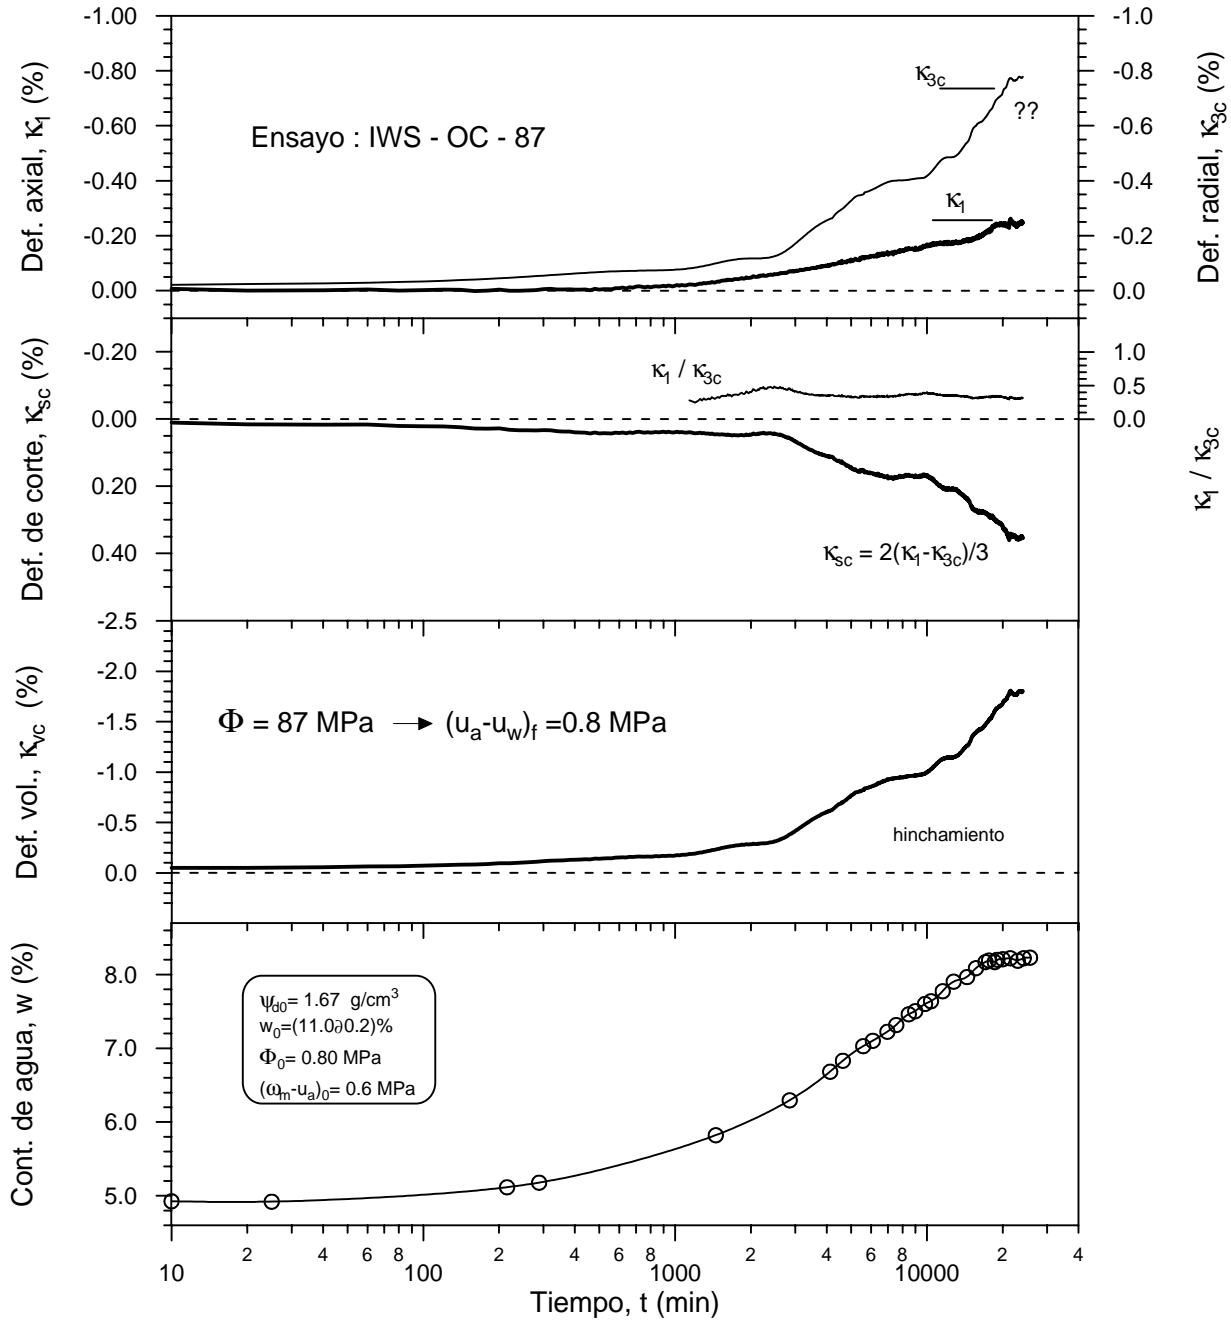 -1.00
-0.80
-0.60
-0.40
-0.20
0.00
Def. axial, κ1 (%)
-1.0
-0.8
-0.6
-0.4
-0.2
0.0
Def. radial, κ3c (%)
Ensayo : IWS - OC - 87
κ3c
??
κ1
-0.20
0.00
0.20
0.40
Def. de corte, κsc (%)
1.0
0.5
0.0
κ1 / κ3c
κ1 / κ3c
κsc = 2(κ1-κ3c)/3
-2.5
-2.0
-1.5
-1.0
-0.5
0.0
Def. vol., κvc (%)
Φ = 87 MPa → (ua-uw)f =0.8 MPa
hinchamiento
8.0
7.0
6.0
5.0
Cont. de agua, w (%)
ψd0= 1.67 g/cm³
w0=(11.0∂0.2)%
Φ0= 0.80 MPa
(ωm-ua)0= 0.6 MPa
2 4 6 8 2 4 6 8 2 4 6 8 2 4
10 100 1000 10000
Tiempo, t (min)